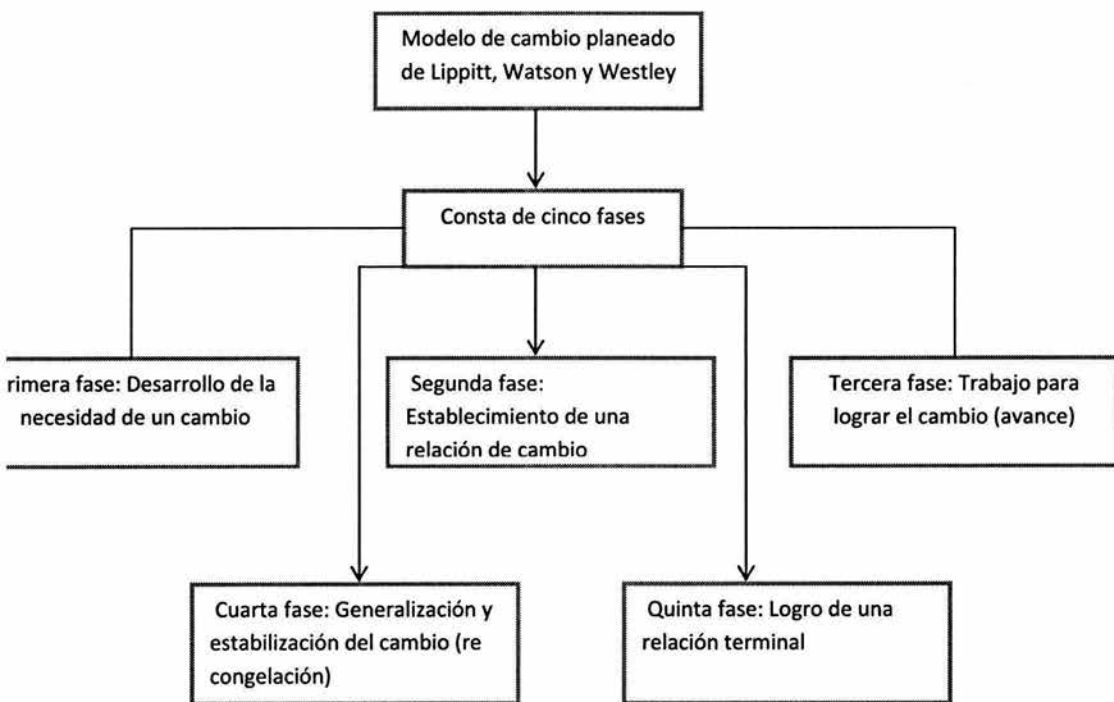 Modelo de cambio planeado
de Lippitt, Watson y Westley
Consta de cinco fases
rimera fase: Desarrollo de la
necesidad de un cambio
Segunda fase:
Establecimiento de una
relación de cambio
Tercera fase: Trabajo para
lograr el cambio (avance)
Cuarta fase: Generalización y
estabilización del cambio (re
congelación)
Quinta fase: Logro de una
relación terminal